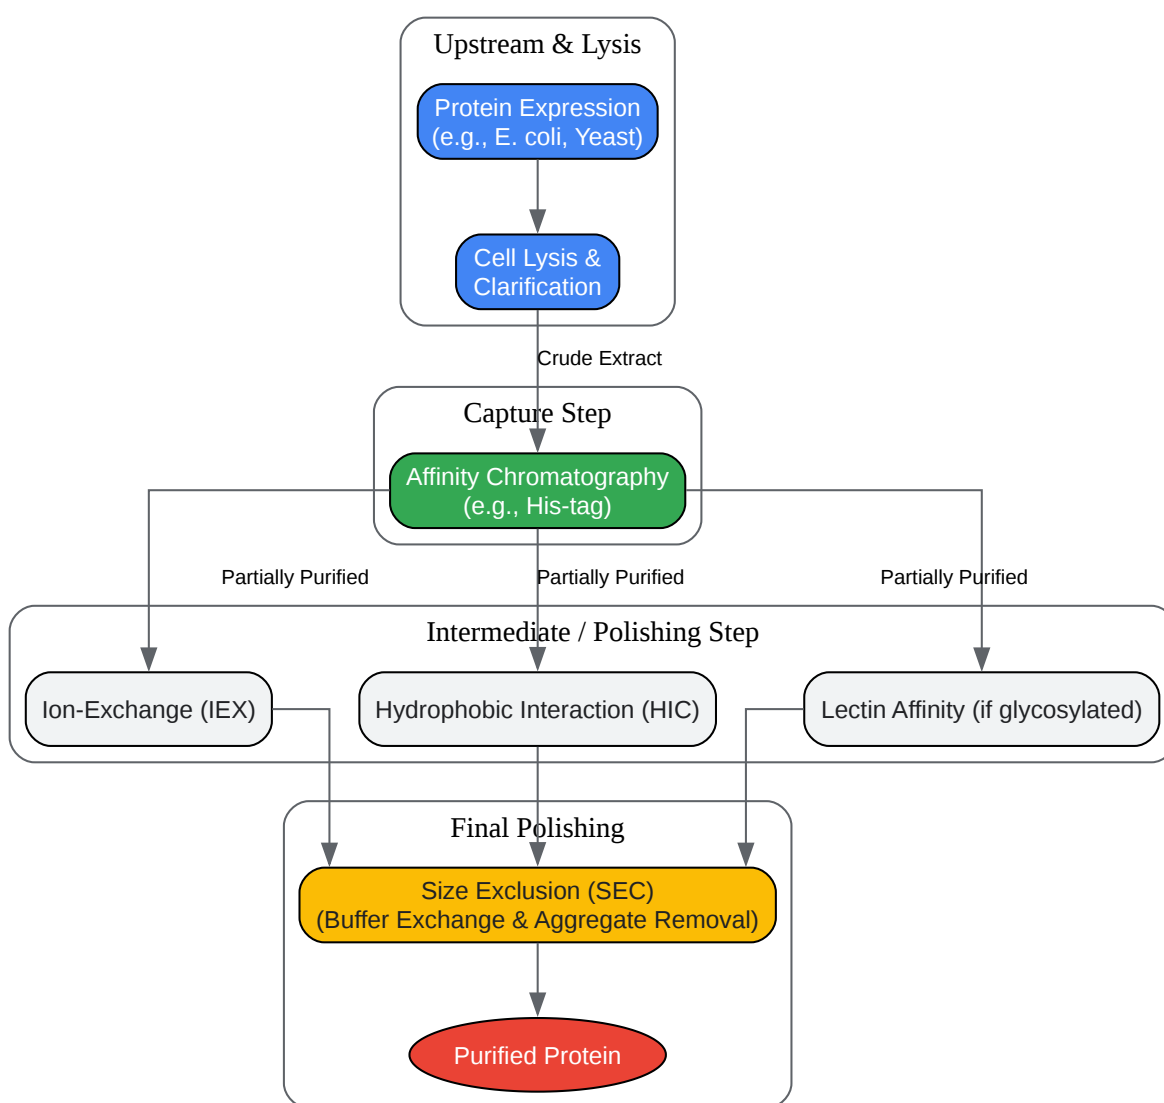 Upstream & Lysis
Protein Expression
(e.g., E. coli, Yeast)
Cell Lysis &
Clarification
Crude Extract
Capture Step
Affinity Chromatography
(e.g., His-tag)
Partially Purified
Partially Purified
Partially Purified
Intermediate / Polishing Step
Ion-Exchange (IEX)
Hydrophobic Interaction (HIC)
Lectin Affinity (if glycosylated)
Final Polishing
Size Exclusion (SEC)
(Buffer Exchange & Aggregate Removal)
Purified Protein